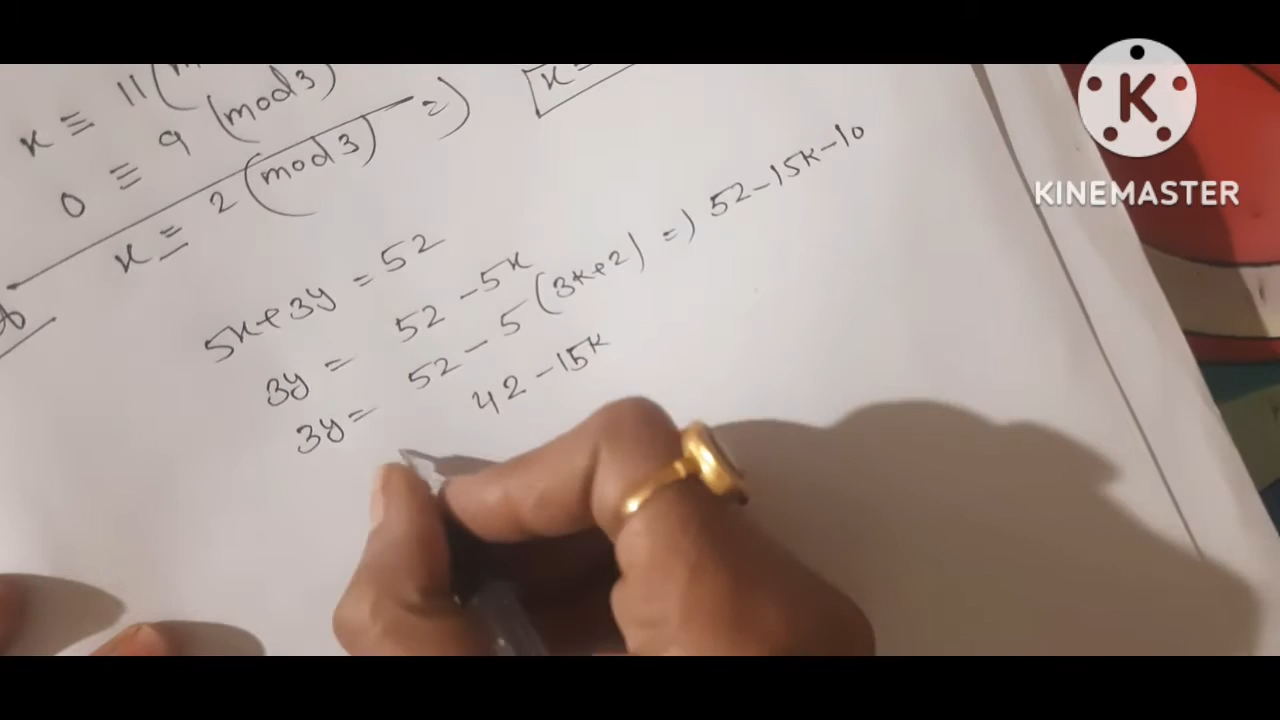 x ≡ 11 (
0 ≡ 9 (mod 3)
x ≡ 2 (mod 3) =)
5x+3y = 52
3y = 52 - 5x
3y = 52 - 5 (3k+2) =) 52-15k-10
42 - 15k
K
KINEMASTER